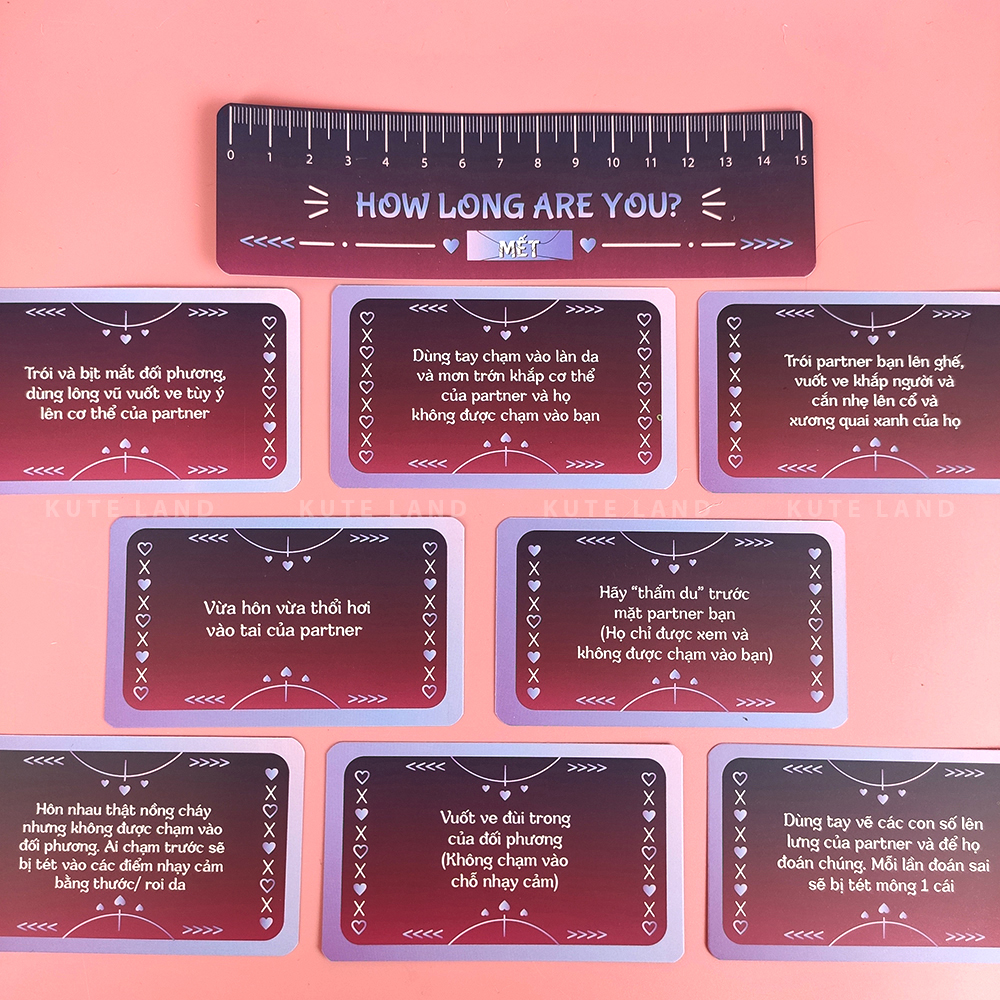 0 1 2 3 4 5 6 7 8 9 10 11 12 13 14 15
HOW LONG ARE YOU?
MẾT
Trói và bịt mắt đối phương,
dùng lông vũ vuốt ve tùy ý
lên cơ thể của partner
Dùng tay chạm vào làn da
và mơn trớn khắp cơ thể
của partner và họ
không được chạm vào bạn
Trói partner bạn lên ghế,
vuốt ve khắp người và
cắn nhẹ lên cổ và
xương quai xanh của họ
KUTE LAND KUTE LAND KUTE LAND KUTE LAND
Vừa hôn vừa thổi hơi
vào tai của partner
Hãy “thẩm du” trước
mặt partner bạn
(Họ chỉ được xem và
không được chạm vào bạn)
Hôn nhau thật nồng cháy
nhưng không được chạm vào
đối phương. Ai chạm trước sẽ
bị tét vào các điểm nhạy cảm
bằng thước/ roi da
Vuốt ve đùi trong
của đối phương
(Không chạm vào
chỗ nhạy cảm)
Dùng tay vẽ các con số lên
lưng của partner và để họ
đoán chúng. Mỗi lần đoán sai
sẽ bị tét mông 1 cái